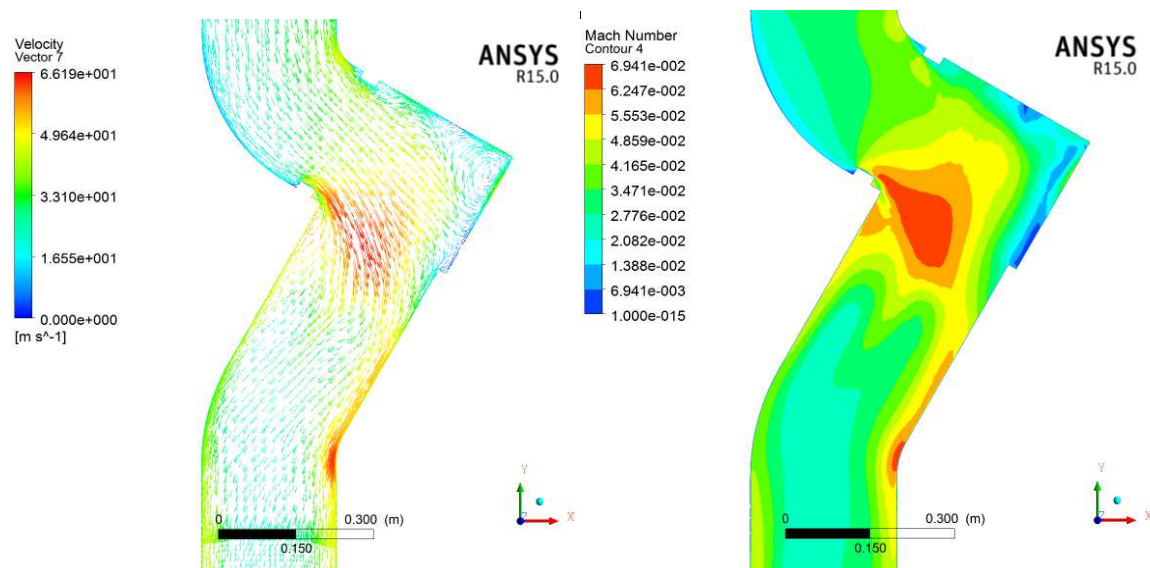 Velocity
Vector 7
6.619e+001
4.964e+001
3.310e+001
1.655e+001
0.000e+000
[m s^-1]
ANSYS
R15.0
0
0.300 (m)
0.150
Y
Z
X
Mach Number
Contour 4
6.941e-002
6.247e-002
5.553e-002
4.859e-002
4.165e-002
3.471e-002
2.776e-002
2.082e-002
1.388e-002
6.941e-003
1.000e-015
ANSYS
R15.0
0
0.300 (m)
0.150
Y
Z
X